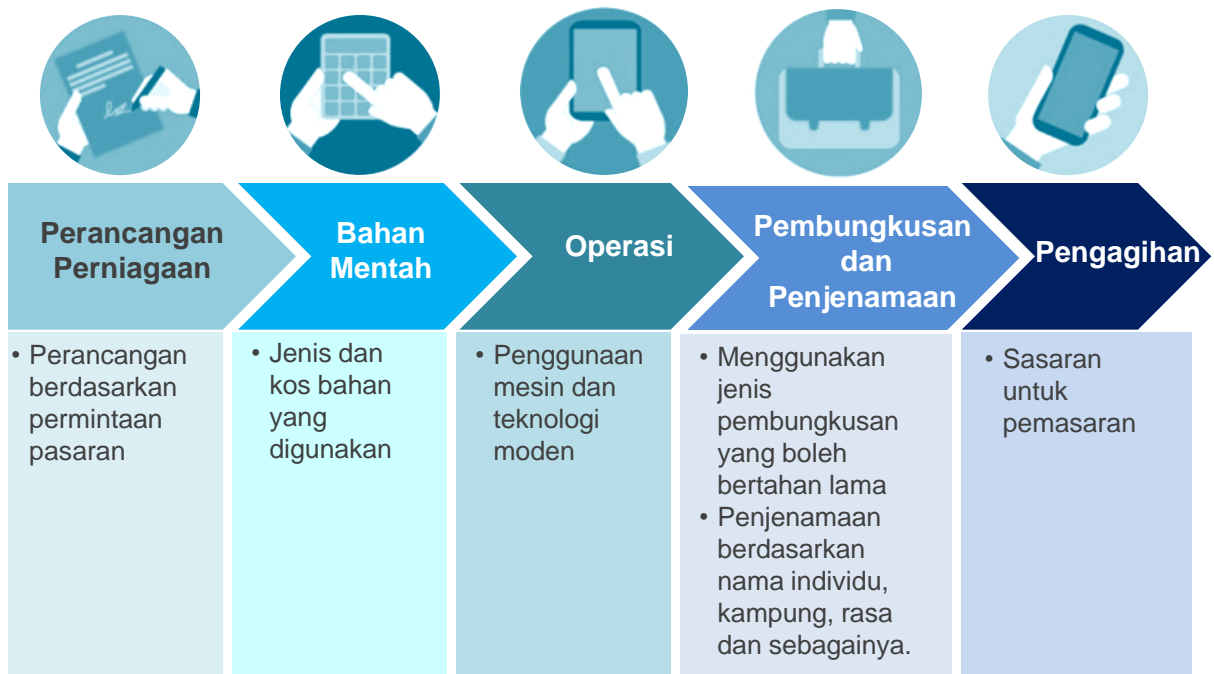 Perancangan
Perniagaan
Bahan
Mentah
Operasi
Pembungkusan
dan
Penjenamaan
Pengagihan
• Perancangan
berdasarkan
permintaan
pasaran
• Jenis dan
kos bahan
yang
digunakan
• Penggunaan
mesin dan
teknologi
moden
• Menggunakan
jenis
pembungkusan
yang boleh
bertahan lama
• Penjenamaan
berdasarkan
nama individu,
kampung, rasa
dan sebagainya.
• Sasaran
untuk
pemasaran